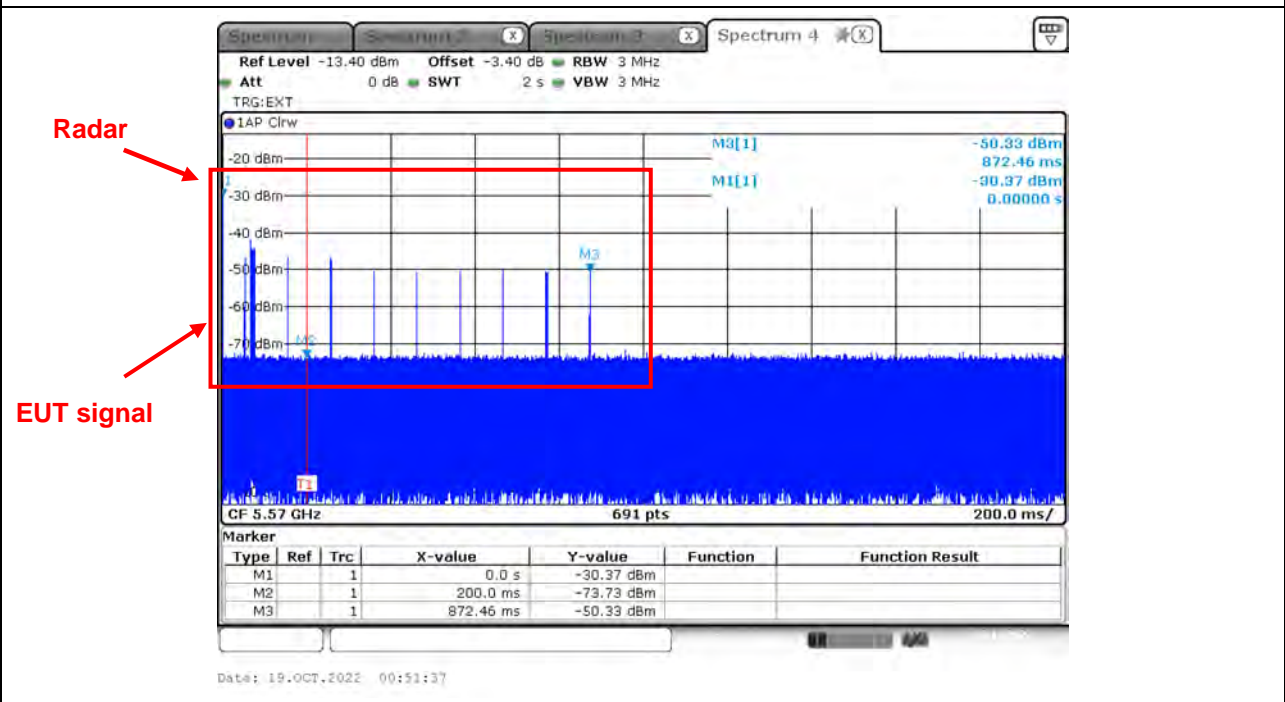 Spectrum 4
Ref Level -13.40 dBm Offset -3.40 dB RBW 3 MHz
Att 0 dB SWT 2 s VBW 3 MHz
TRG:EXT
1AP Clrw
Radar
M3[1] -50.33 dBm
872.46 ms
M1[1] -30.37 dBm
0.00000 s
-20 dBm
-30 dBm
-40 dBm
-50 dBm
-60 dBm
-70 dBm
M3
M2
EUT signal
T1
CF 5.57 GHz 691 pts 200.0 ms/
Marker
Type Ref Trc X-value Y-value Function Function Result
M1 1 0.0 s -30.37 dBm
M2 1 200.0 ms -73.73 dBm
M3 1 872.46 ms -50.33 dBm
Date: 19.OCT.2022 00:51:37